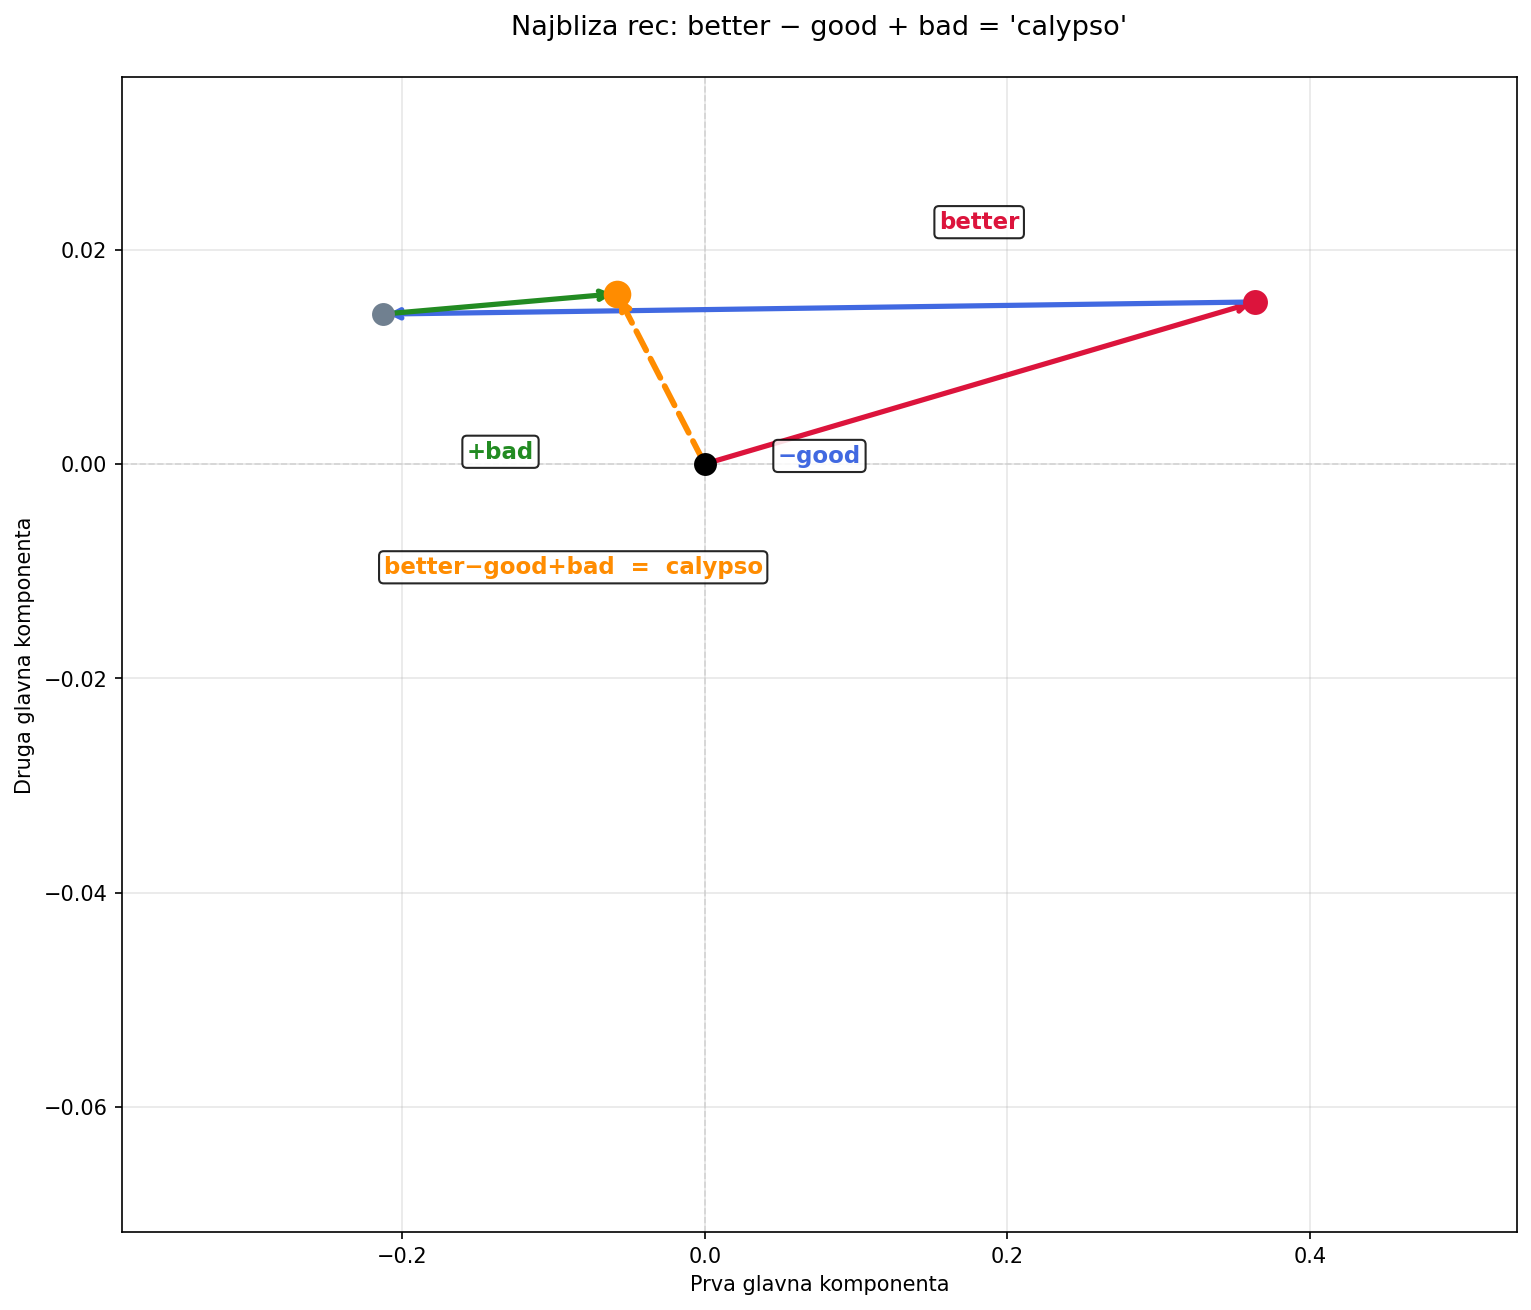 Najbliza rec: better − good + bad = 'calypso'
better
0.02
+bad
−good
0.00
better−good+bad = calypso
−0.02
−0.04
−0.06
Druga glavna komponenta
−0.2
0.0
0.2
0.4
Prva glavna komponenta